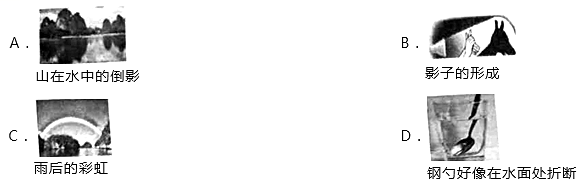 A.
山在水中的倒影
B.
影子的形成
C.
雨后的彩虹
D.
钢勺好像在水面处折断